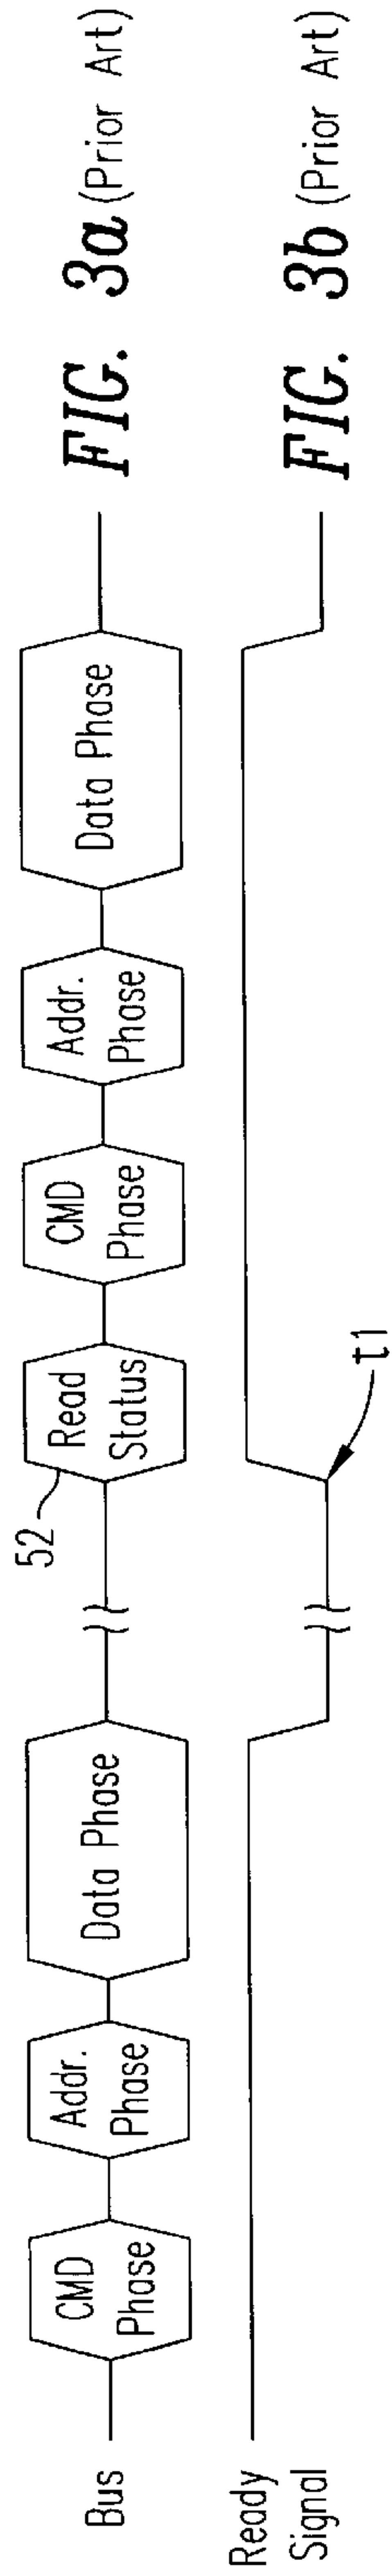 Bus
CMD
Phase
Addr.
Phase
Data Phase
52
Read
Status
CMD
Phase
Addr.
Phase
Data Phase
FIG. 3a (Prior Art)
Ready
Signal
t1
FIG. 3b (Prior Art)